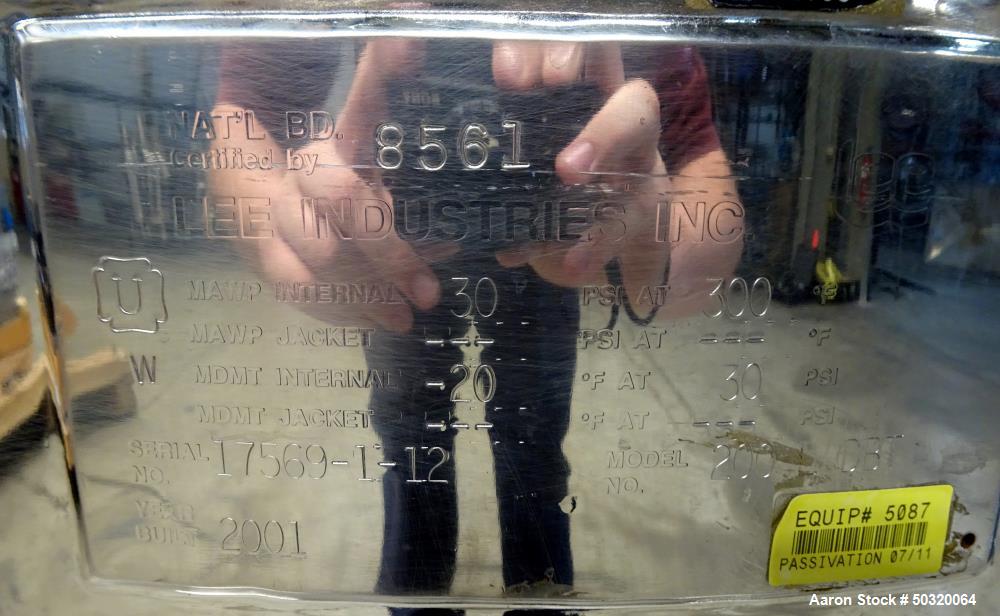 NAT'L BD. 8561
Certified by
LEE INDUSTRIES INC.
Lee
U
MAWP INTERNAL 30 PSI AT 300 °F
MAWP JACKET --- PSI AT --- °F
W MDMT INTERNAL -20 °F AT 30 PSI
MDMT JACKET --- °F AT --- PSI
SERIAL NO. 17569-1-12 MODEL NO. 200 DBT
YEAR BUILT 2001
EQUIP# 5087
PASSIVATION 07/11
Aaron Stock # 50320064